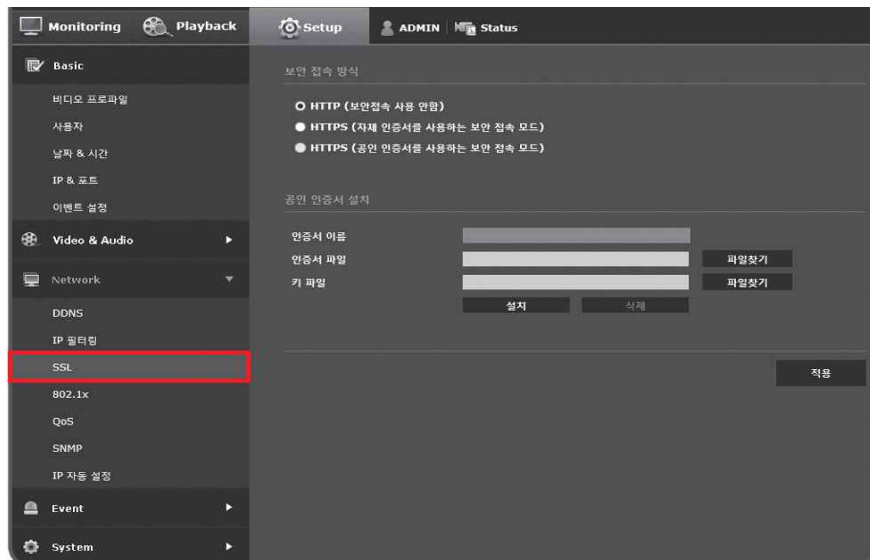 Monitoring Playback Setup ADMIN Status
Basic
비디오 프로파일
사용자
날짜 & 시간
IP & 포트
이벤트 설정
Video & Audio
Network
DDNS
IP 필터링
SSL
802.1x
QoS
SNMP
IP 자동 설정
Event
System
보안 접속 방식
HTTP (보안접속 사용 안함)
HTTPS (자체 인증서를 사용하는 보안 접속 모드)
HTTPS (공인 인증서를 사용하는 보안 접속 모드)
공인 인증서 설치
인증서 이름
인증서 파일 파일찾기
키 파일 파일찾기
설치 삭제
적용